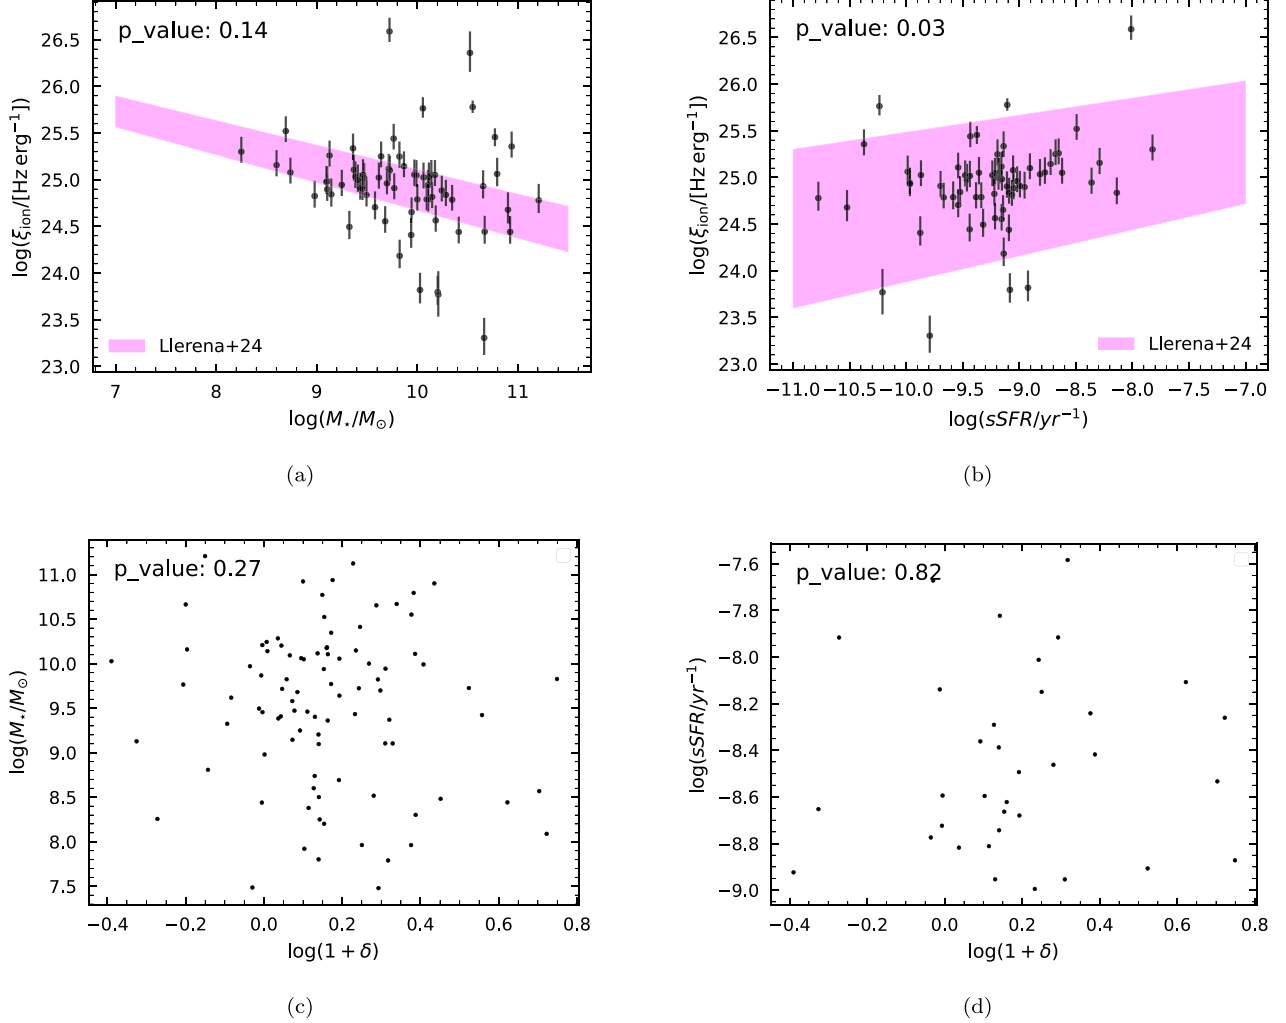 p_value: 0.14
26.5
26.0
25.5
25.0
24.5
24.0
23.5
23.0
log(ξion/[Hz erg⁻¹])
Llerena+24
7 8 9 10 11
log(M⋆/M⊙)
(a)
p_value: 0.03
26.5
26.0
25.5
25.0
24.5
24.0
23.5
23.0
log(ξion/[Hz erg⁻¹])
Llerena+24
−11.0 −10.5 −10.0 −9.5 −9.0 −8.5 −8.0 −7.5 −7.0
log(sSFR/yr⁻¹)
(b)
p_value: 0.27
11.0
10.5
10.0
9.5
9.0
8.5
8.0
7.5
log(M⋆/M⊙)
−0.4 −0.2 0.0 0.2 0.4 0.6 0.8
log(1 + δ)
(c)
p_value: 0.82
−7.6
−7.8
−8.0
−8.2
−8.4
−8.6
−8.8
−9.0
log(sSFR/yr⁻¹)
−0.4 −0.2 0.0 0.2 0.4 0.6 0.8
log(1 + δ)
(d)